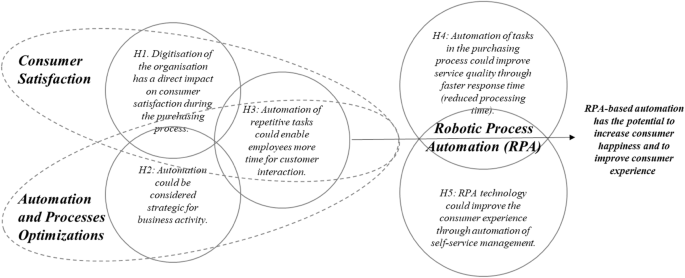 Consumer
Satisfaction
H1. Digitisation of
the organisation
has a direct impact
on consumer
satisfaction during
the purehasing
process.
H3: Automation of
repetitive tasks
could enable
employees more
time for customer
interaction.
H2: Automation
could be
considered
strategic for
business activity.
Automation
and Processes
Optimizations
H4: Automation of tasks
in the purchasing
process could improve
service quality through
faster response time
(reduced processing
time).
Robotic Process
Automation (RPA)
H5: RPA technology
could improve the
consumer experience
through automation of
self-service management.
RPA-based automation
has the potential to
increase consumer
happiness and to
improve consumer
experience